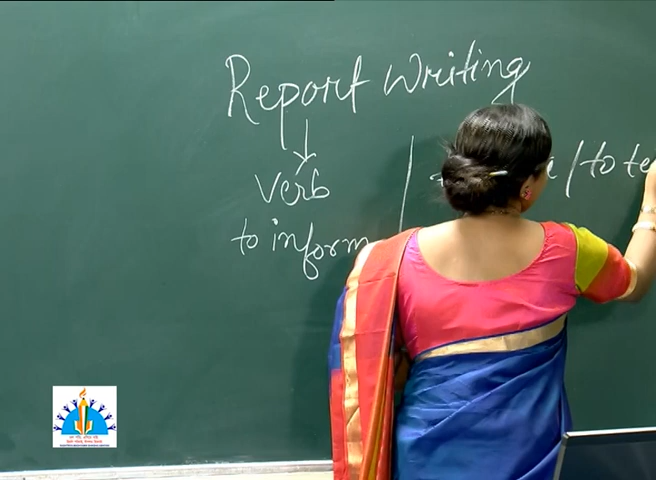 Report Writing
Verb
to inform / / to te